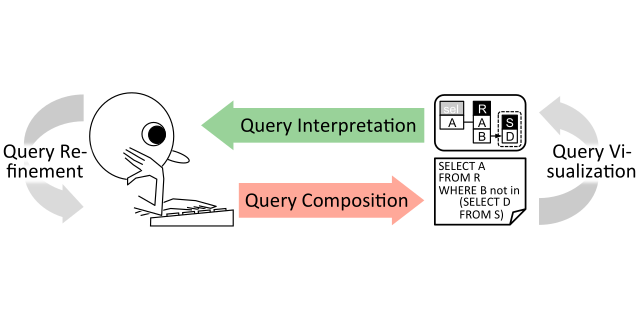 Query Re-
finement
Query Interpretation
Query Composition
sel
A
R
A
B
S
D
SELECT A
FROM R
WHERE B not in
(SELECT D
FROM S)
Query Vi-
sualization